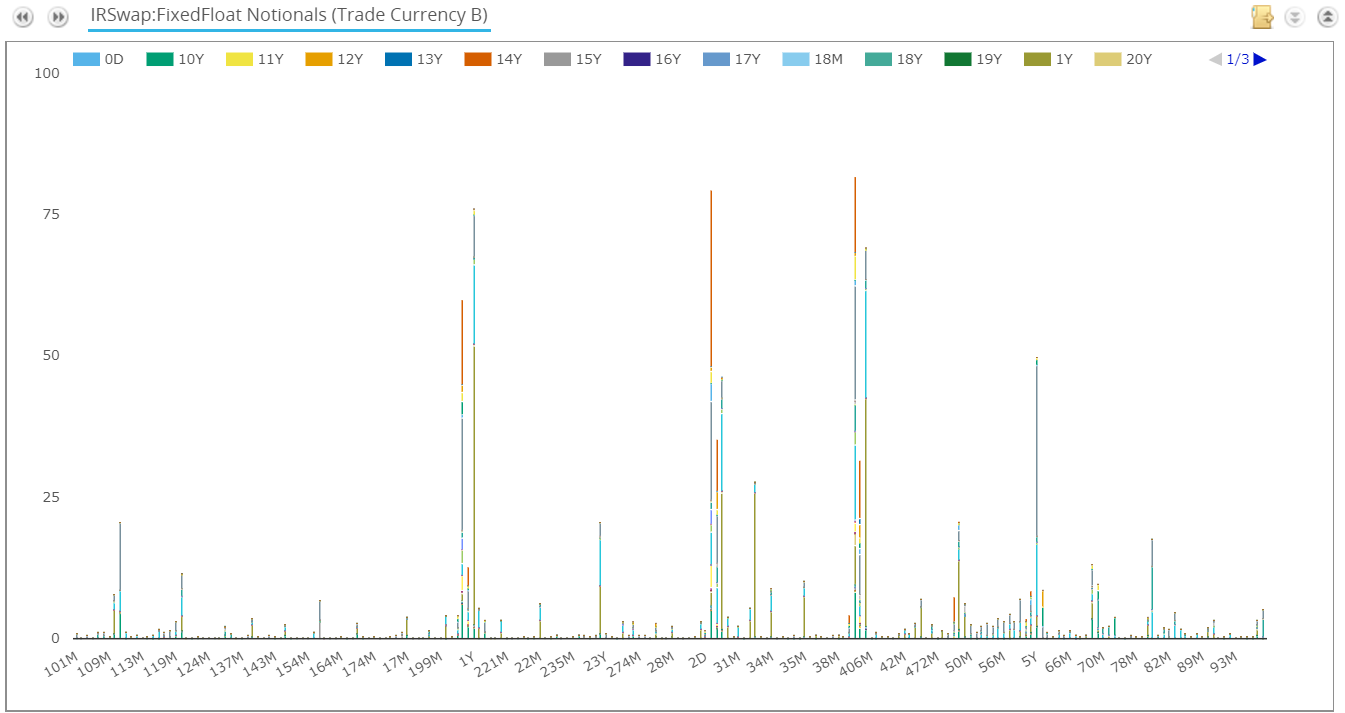 IRSwap:FixedFloat Notionals (Trade Currency B)
0D 10Y 11Y 12Y 13Y 14Y 15Y 16Y 17Y 18M 18Y 19Y 1Y 20Y 1/3
100
75
50
25
0
101M 109M 113M 119M 124M 137M 143M 154M 164M 174M 17M 199M 1Y 221M 22M 235M 23Y 274M 28M 2D 31M 34M 35M 38M 406M 42M 472M 50M 56M 5Y 66M 70M 78M 82M 89M 93M